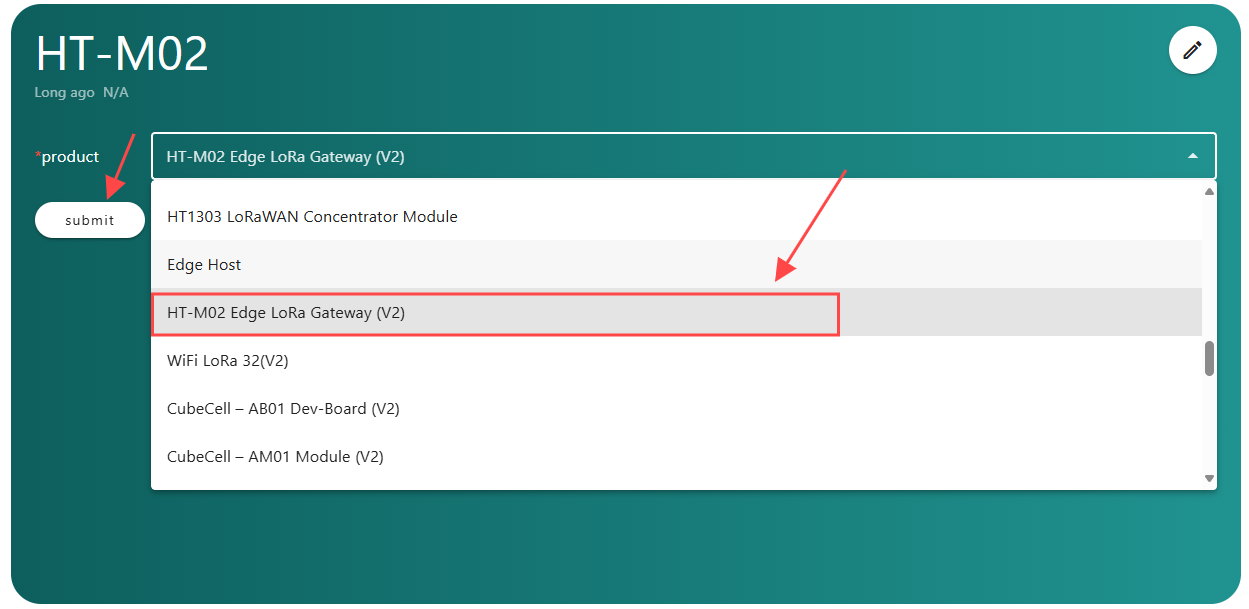 HT-M02
Long ago N/A
*product
HT-M02 Edge LoRa Gateway (V2)
submit
HT1303 LoRaWAN Concentrator Module
Edge Host
HT-M02 Edge LoRa Gateway (V2)
WiFi LoRa 32(V2)
CubeCell – AB01 Dev-Board (V2)
CubeCell – AM01 Module (V2)